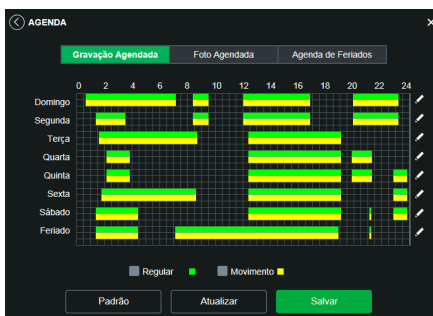 AGENDA
Gravação Agendada Foto Agendada Agenda de Feriados
0 2 4 6 8 10 12 14 16 18 20 22 24
Domingo
Segunda
Terça
Quarta
Quinta
Sexta
Sábado
Feriado
Regular Movimento
Padrão Atualizar Salvar